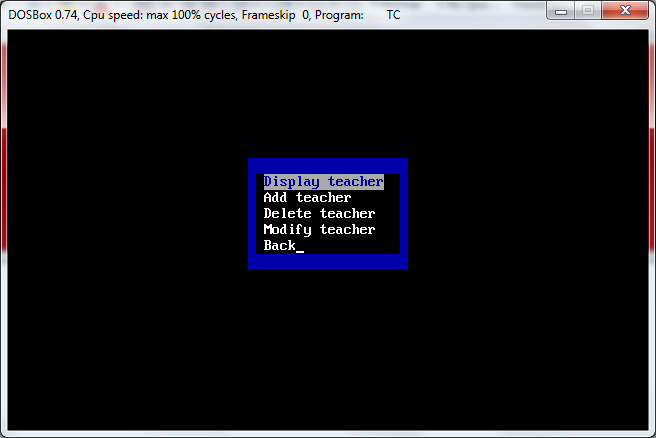 DOSBox 0.74, Cpu speed: max 100% cycles, Frameskip 0, Program: TC
Display teacher
Add teacher
Delete teacher
Modify teacher
Back_